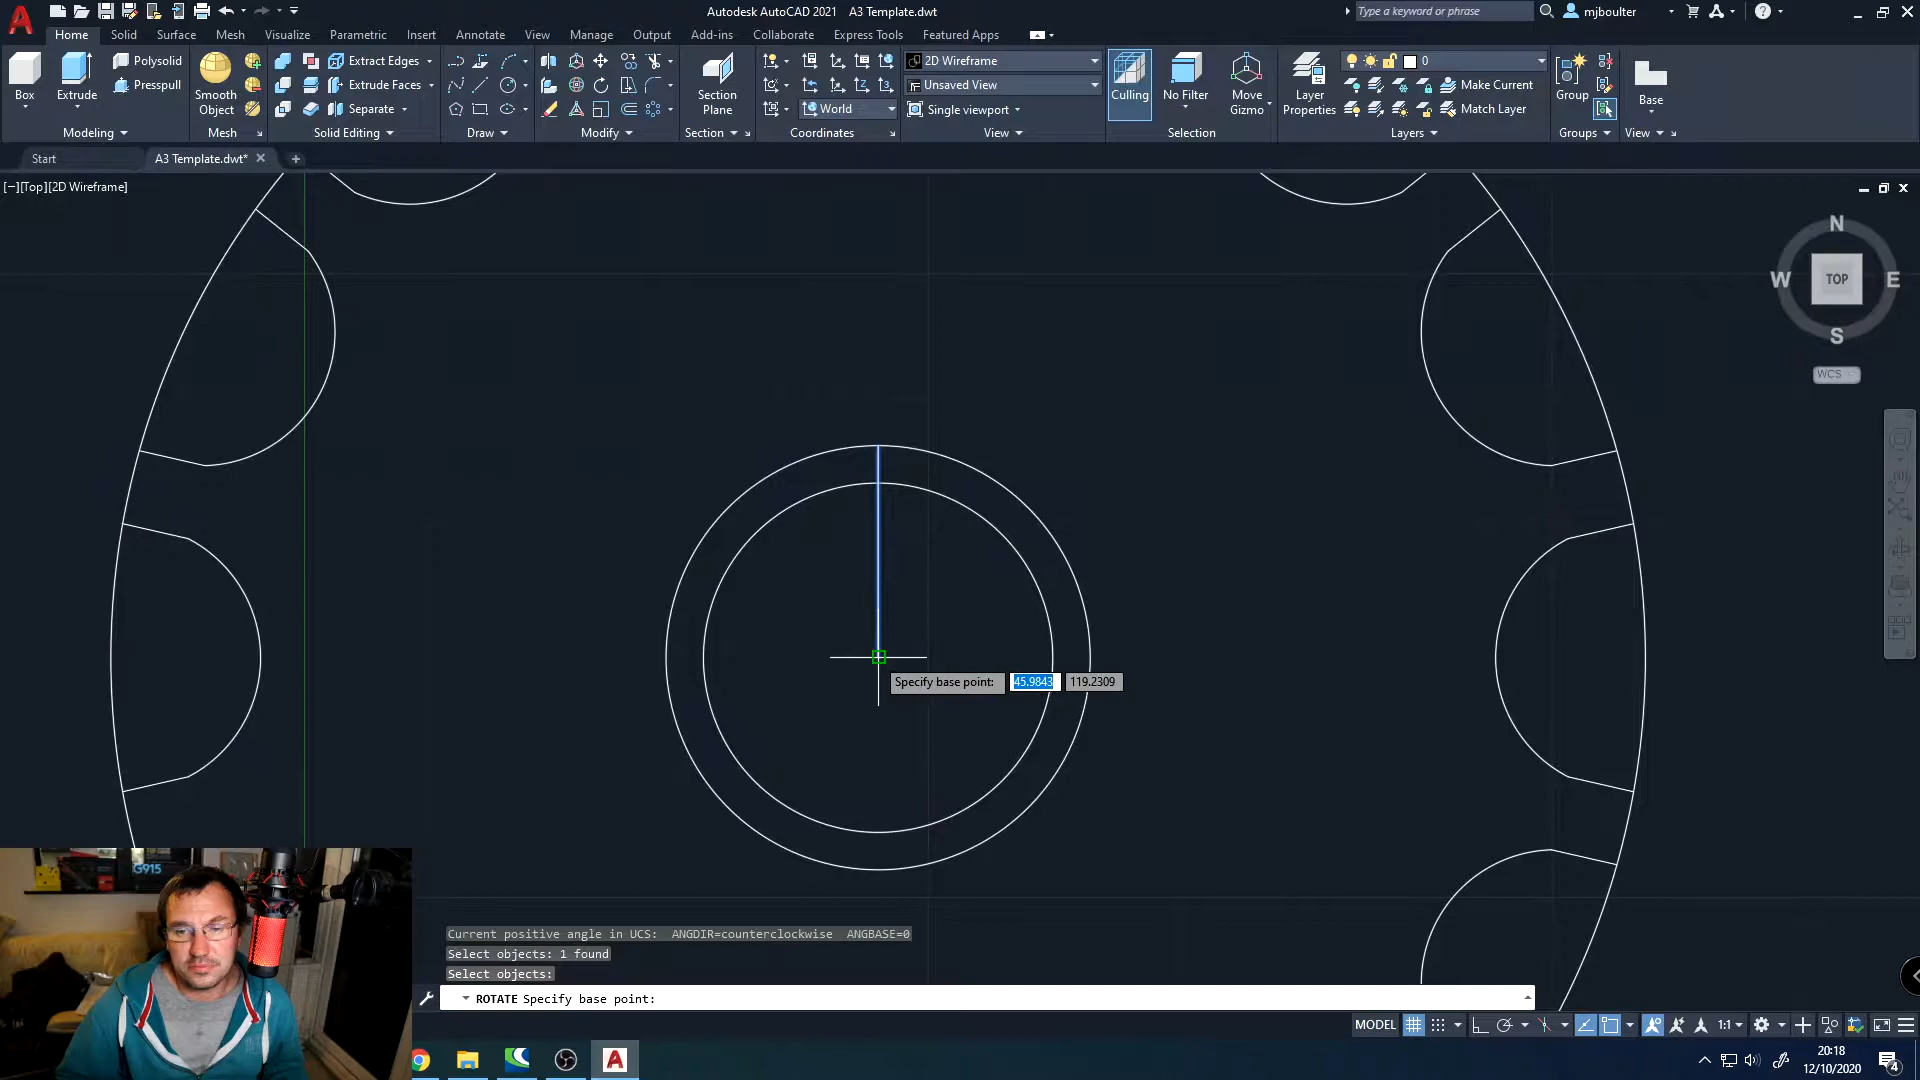 Autodesk AutoCAD 2021 A3 Template.dwt
Type a keyword or phrase
mjboulter
Home Solid Surface Mesh Visualize Parametric Insert Annotate View Manage Output Add-ins Collaborate Express Tools Featured Apps
Polysolid
Presspull
Box
Extrude
Smooth Object
Extract Edges
Extrude Faces
Separate
Section Plane
World
2D Wireframe
Unsaved View
Single viewport
Culling
No Filter
Move Gizmo
Layer Properties
0
Make Current
Match Layer
Group
Base
Modeling Mesh Solid Editing Draw Modify Section Coordinates View Selection Layers Groups View
Start A3 Template.dwt*
[−][Top][2D Wireframe]
N
W TOP E
S
WCS
Specify base point: 45.9843 119.2309
G915
Current positive angle in UCS: ANGDIR=counterclockwise ANGBASE=0
Select objects: 1 found
Select objects:
ROTATE Specify base point:
MODEL 1:1
20:18
12/10/2020
4